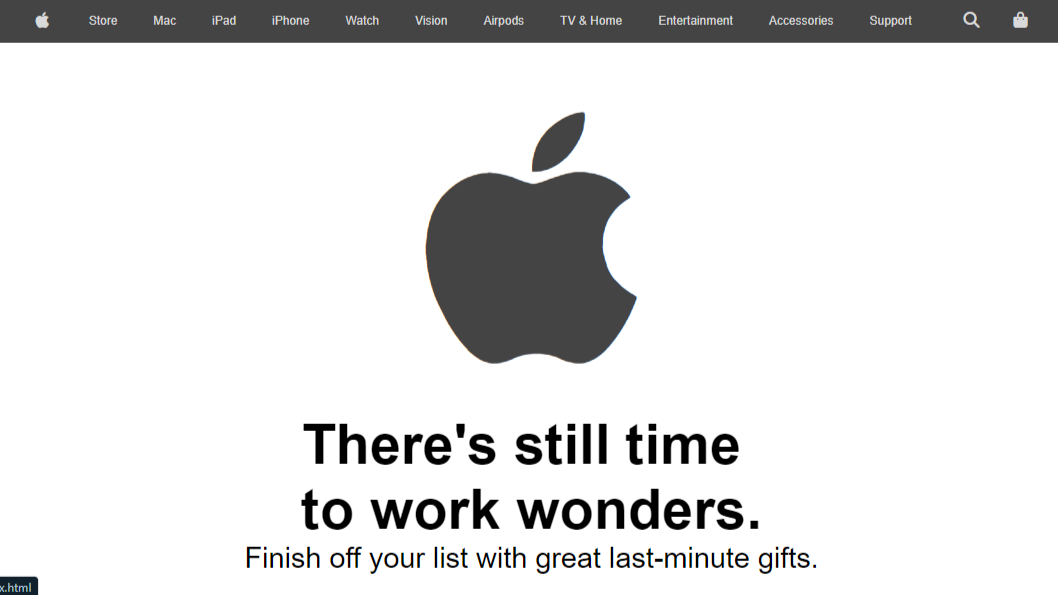 Store Mac iPad iPhone Watch Vision Airpods TV & Home Entertainment Accessories Support
There's still time
to work wonders.
Finish off your list with great last-minute gifts.
x.html